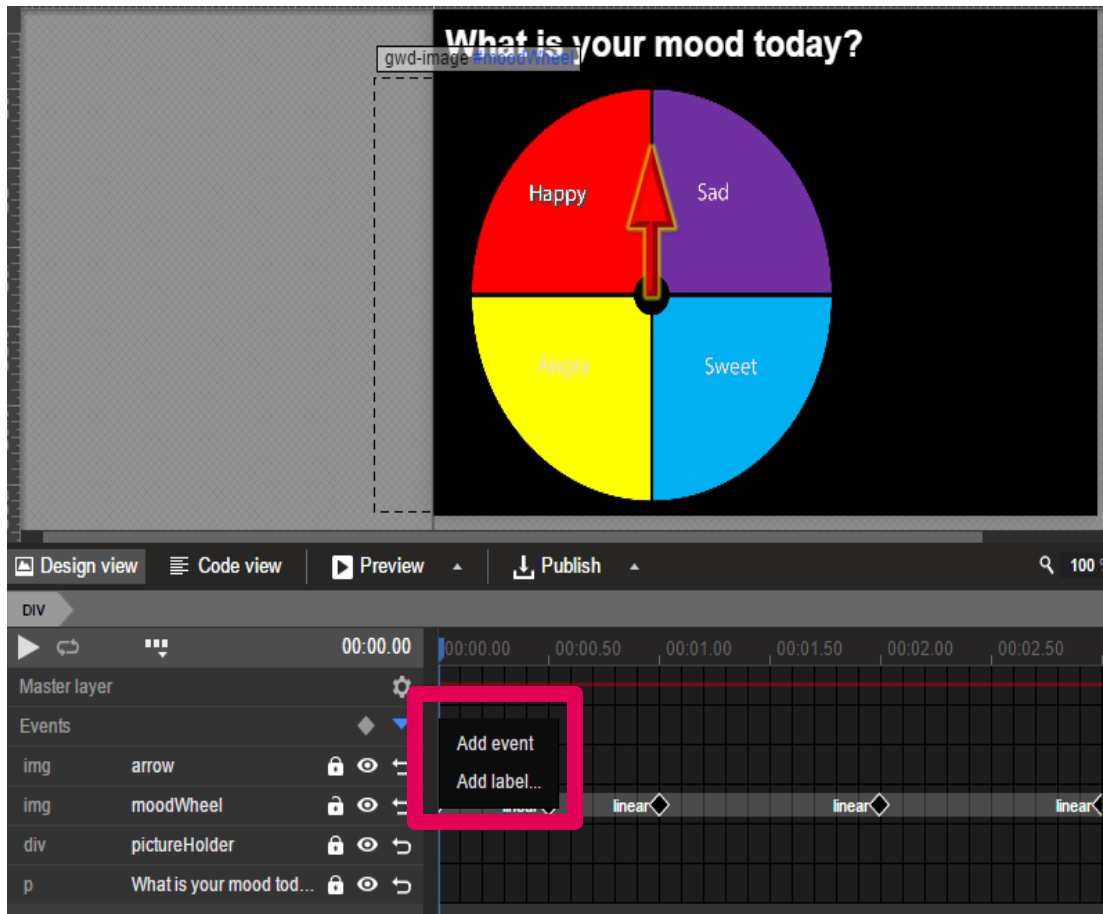 What is your mood today?
gwd-image #moodWheel
Happy
Sad
Angry
Sweet
Design view
Code view
Preview
Publish
100
DIV
00:00.00
00:00.00 00:00.50 00:01.00 00:01.50 00:02.00 00:02.50
Master layer
Events
Add event
img arrow
Add label...
img moodWheel
linear linear linear linear
div pictureHolder
p What is your mood tod...